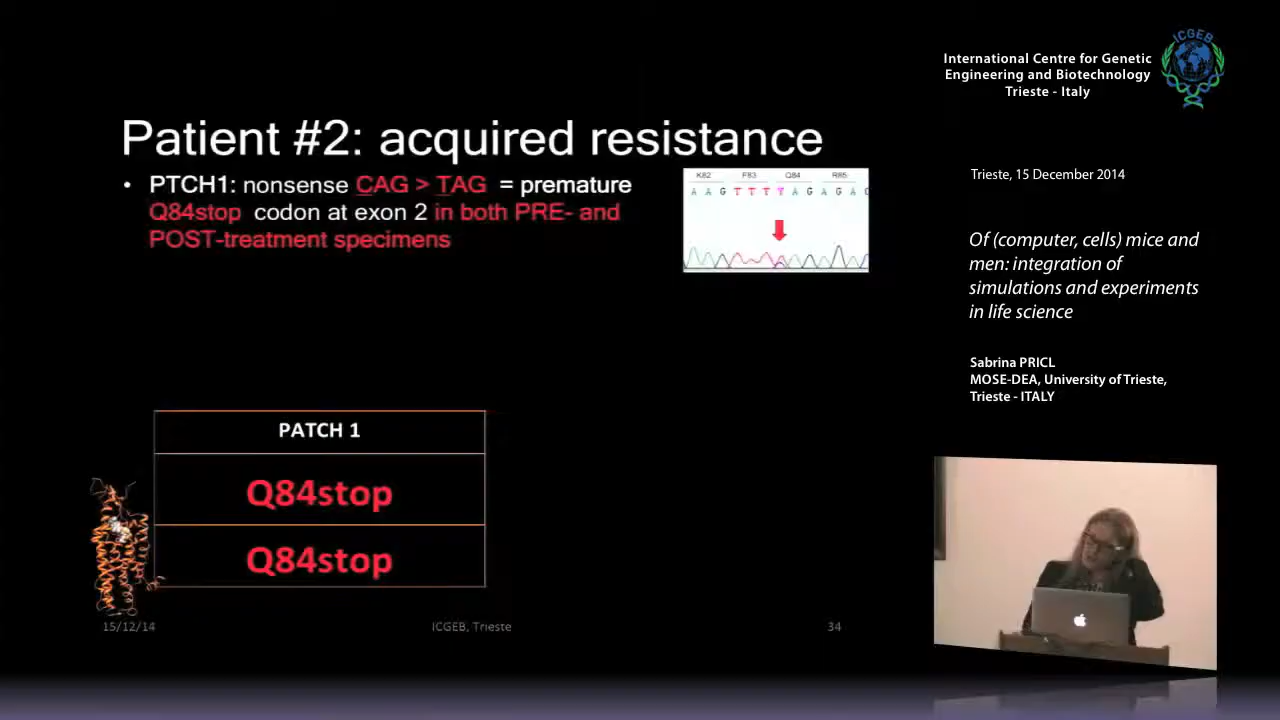 ICGEB
International Centre for Genetic
Engineering and Biotechnology
Trieste - Italy
Patient #2: acquired resistance
• PTCH1: nonsense CAG > TAG = premature
Q84stop codon at exon 2 in both PRE- and
POST-treatment specimens
K82 F83 Q84 R85
A A G T T T Y A G A G A C
Trieste, 15 December 2014
Of (computer, cells) mice and
men: integration of
simulations and experiments
in life science
Sabrina PRICL
MOSE-DEA, University of Trieste,
Trieste - ITALY
PATCH 1
Q84stop
Q84stop
15/12/14 ICGEB, Trieste 34